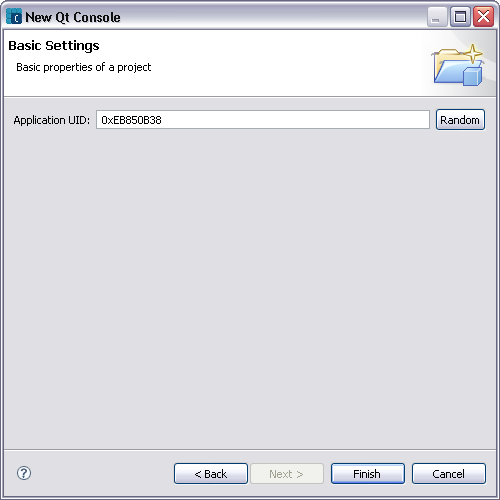 New Qt Console
Basic Settings
Basic properties of a project
Application UID: 0xEB850B38 Random
? < Back Next > Finish Cancel